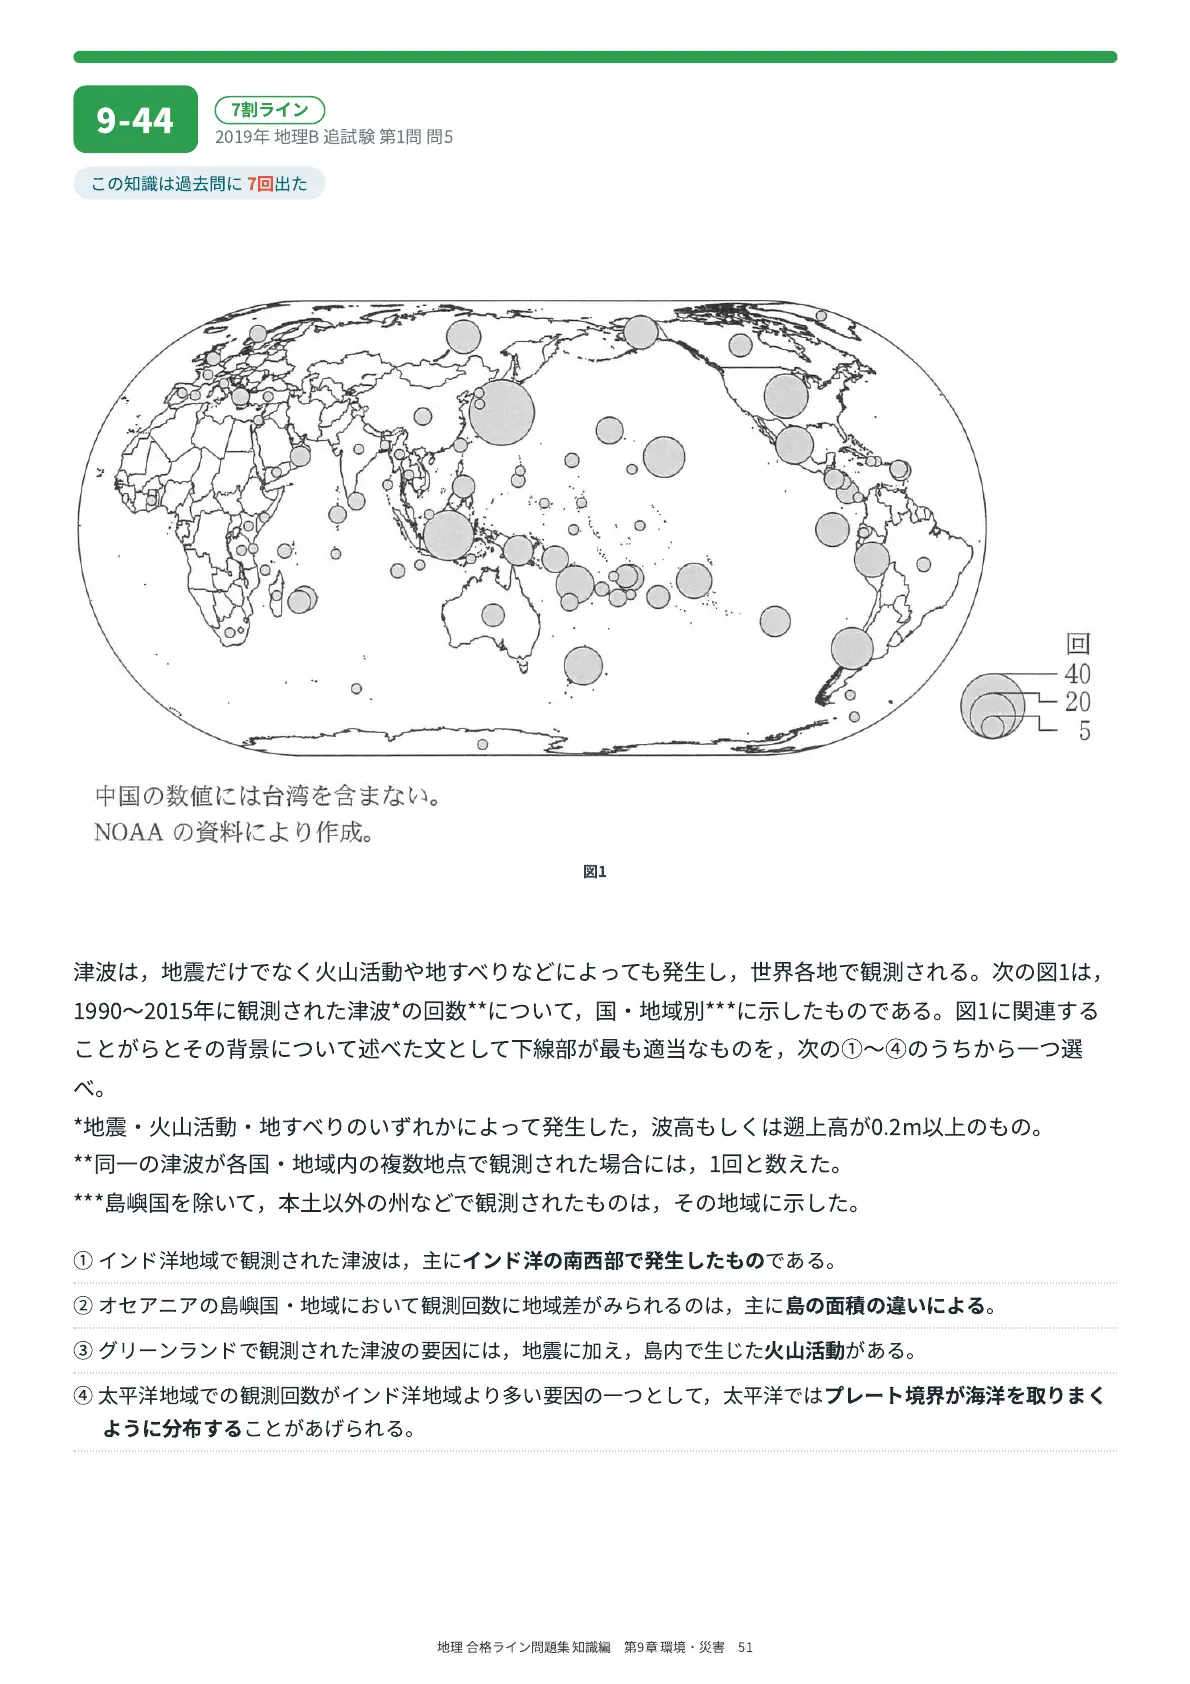 9-44
7割ライン
2019年 地理B 追試験 第1問 問5
この知識は過去問に 7回出た
回
40
20
5
中国の数値には台湾を含まない。
NOAA の資料により作成。
図1
津波は，地震だけでなく火山活動や地すべりなどによっても発生し，世界各地で観測される。次の図1は，
1990〜2015年に観測された津波*の回数**について，国・地域別***に示したものである。図1に関連する
ことがらとその背景について述べた文として下線部が最も適当なものを，次の①〜④のうちから一つ選
べ。
*地震・火山活動・地すべりのいずれかによって発生した，波高もしくは遡上高が0.2m以上のもの。
**同一の津波が各国・地域内の複数地点で観測された場合には，1回と数えた。
***島嶼国を除いて，本土以外の州などで観測されたものは，その地域に示した。
① インド洋地域で観測された津波は，主にインド洋の南西部で発生したものである。
② オセアニアの島嶼国・地域において観測回数に地域差がみられるのは，主に島の面積の違いによる。
③ グリーンランドで観測された津波の要因には，地震に加え，島内で生じた火山活動がある。
④ 太平洋地域での観測回数がインド洋地域より多い要因の一つとして，太平洋ではプレート境界が海洋を取りまく
ように分布することがあげられる。
地理 合格ライン問題集 知識編　第9章 環境・災害　51